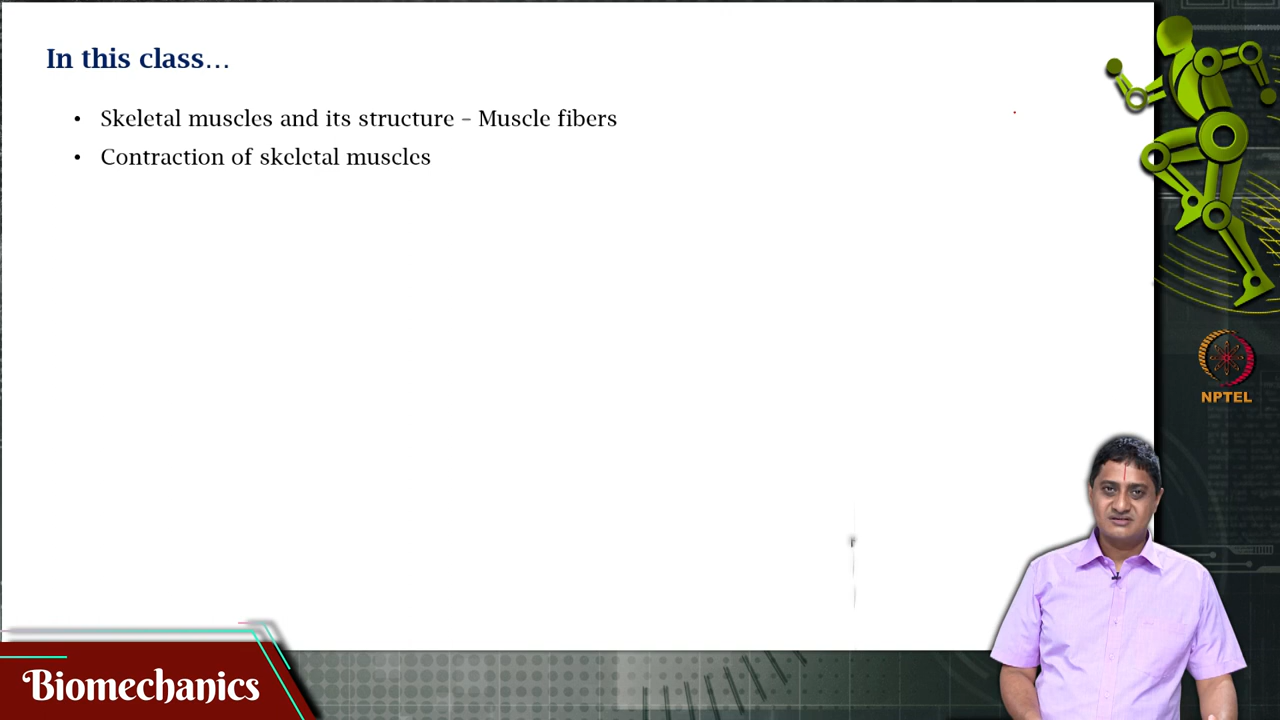 In this class...
• Skeletal muscles and its structure – Muscle fibers
• Contraction of skeletal muscles
NPTEL
Biomechanics